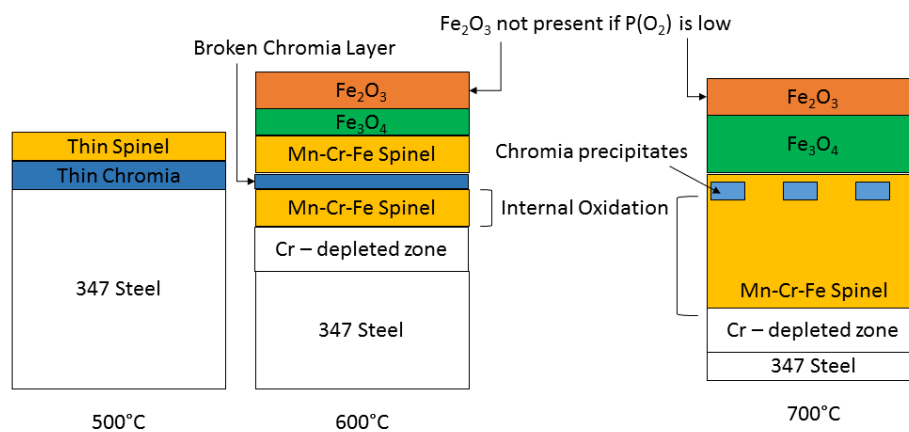 Fe₂O₃ not present if P(O₂) is low
Broken Chromia Layer
Thin Spinel
Thin Chromia
347 Steel
500°C
Fe₂O₃
Fe₃O₄
Mn-Cr-Fe Spinel
Mn-Cr-Fe Spinel
Internal Oxidation
Cr – depleted zone
347 Steel
600°C
Chromia precipitates
Fe₂O₃
Fe₃O₄
Mn-Cr-Fe Spinel
Cr – depleted zone
347 Steel
700°C